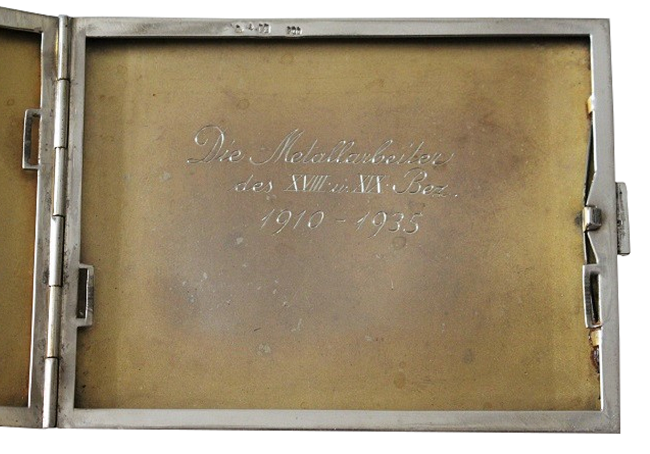 Die Metallarbeiter
des XVIII. u. XIX. Bez.
1910 - 1935